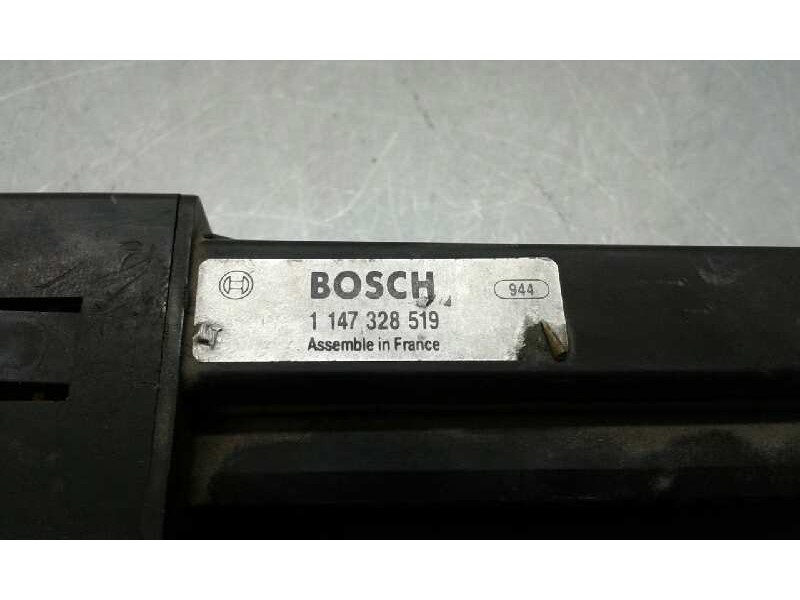 BOSCH
944
1 147 328 519
Assemble in France